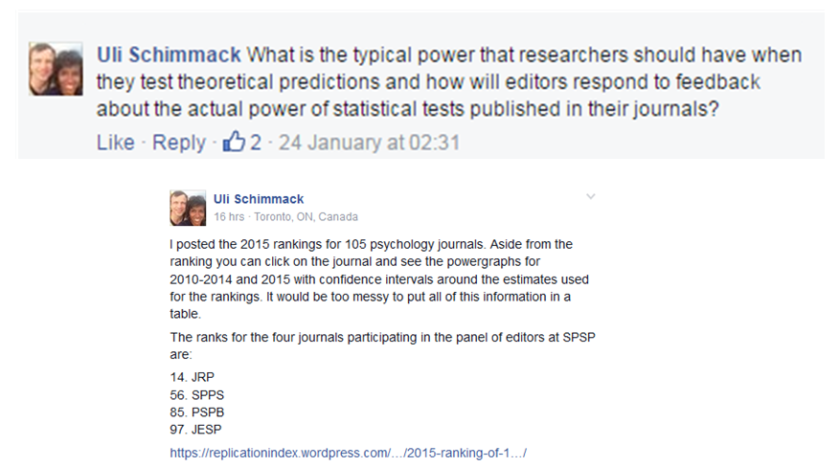 Uli Schimmack What is the typical power that researchers should have when
they test theoretical predictions and how will editors respond to feedback
about the actual power of statistical tests published in their journals?
Like · Reply · 2 · 24 January at 02:31
Uli Schimmack
16 hrs · Toronto, ON, Canada
I posted the 2015 rankings for 105 psychology journals. Aside from the
ranking you can click on the journal and see the powergraphs for
2010-2014 and 2015 with confidence intervals around the estimates used
for the rankings. It would be too messy to put all of this information in a
table.
The ranks for the four journals participating in the panel of editors at SPSP
are:
14. JRP
56. SPPS
85. PSPB
97. JESP
https://replicationindex.wordpress.com/.../2015-ranking-of-1.../